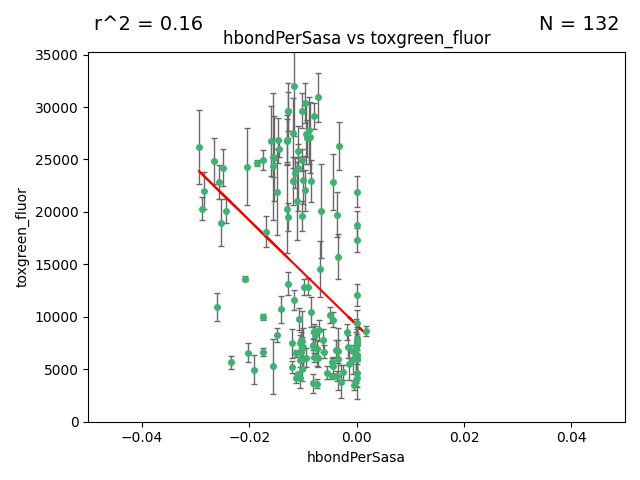 r^2 = 0.16
N = 132
hbondPerSasa vs toxgreen_fluor
35000
30000
25000
20000
15000
10000
5000
0
toxgreen_fluor
−0.04
−0.02
0.00
0.02
0.04
hbondPerSasa